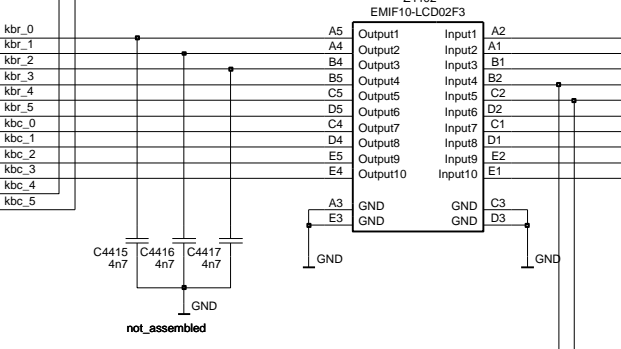 EMIF10-LCD02F3
kbr_0
kbr_1
kbr_2
kbr_3
kbr_4
kbr_5
kbc_0
kbc_1
kbc_2
kbc_3
kbc_4
kbc_5
A5 Output1 Input1 A2
A4 Output2 Input2 A1
B4 Output3 Input3 B1
B5 Output4 Input4 B2
C5 Output5 Input5 C2
D5 Output6 Input6 D2
C4 Output7 Input7 C1
D4 Output8 Input8 D1
E5 Output9 Input9 E2
E4 Output10 Input10 E1
A3 GND GND C3
E3 GND GND D3
C4415 C4416 C4417
4n7 4n7 4n7
GND
GND
GND
not_assembled